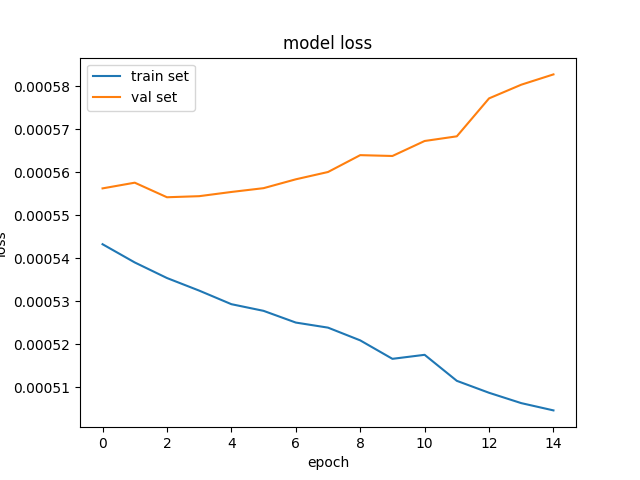 model loss
train set
val set
0.00058
0.00057
0.00056
0.00055
0.00054
0.00053
0.00052
0.00051
loss
0 2 4 6 8 10 12 14
epoch